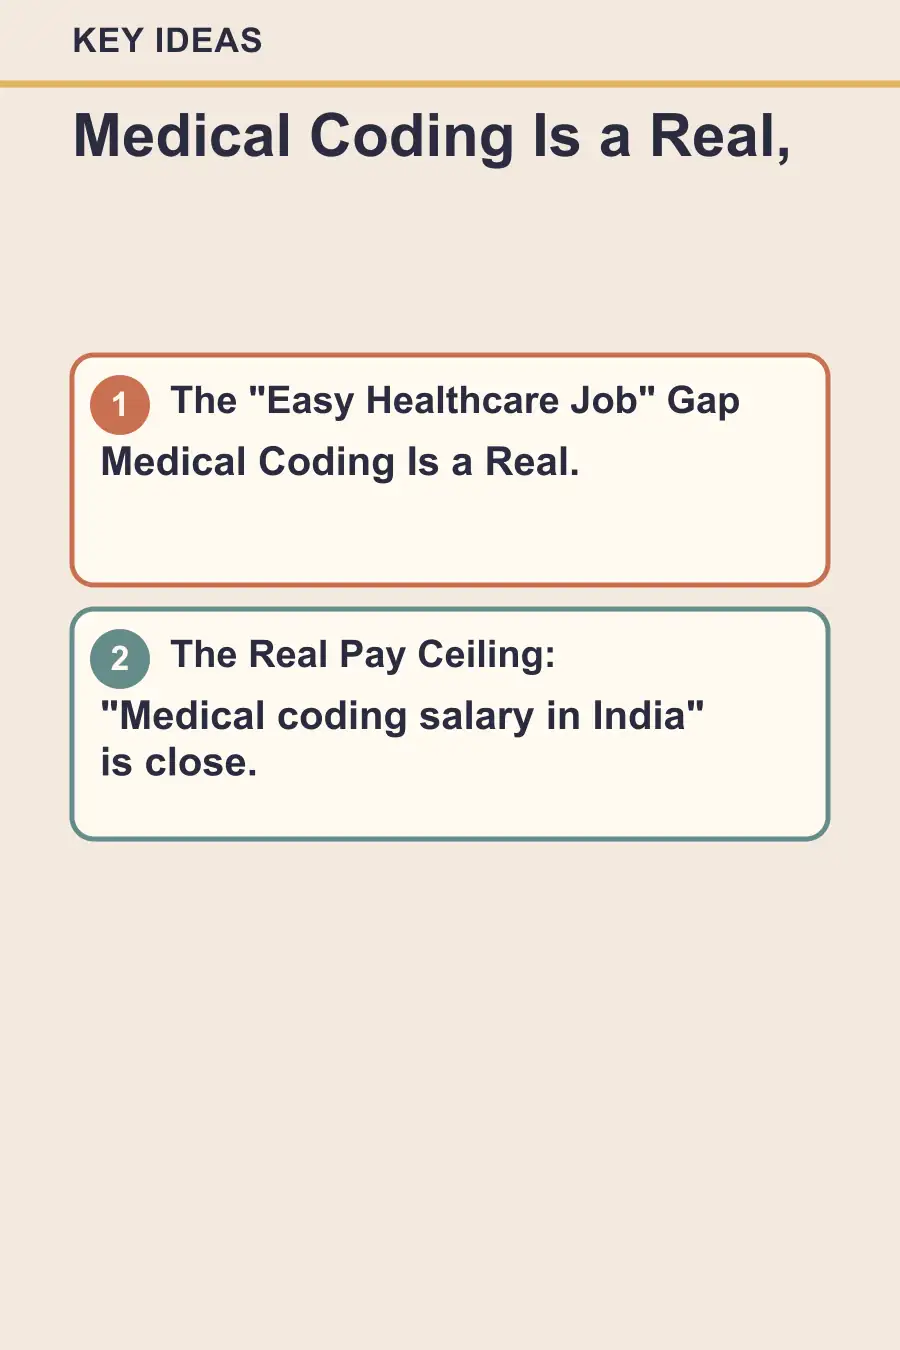 KEY IDEAS
Medical Coding Is a Real,
1 The "Easy Healthcare Job" Gap
Medical Coding Is a Real.
2 The Real Pay Ceiling:
"Medical coding salary in India"
is close.